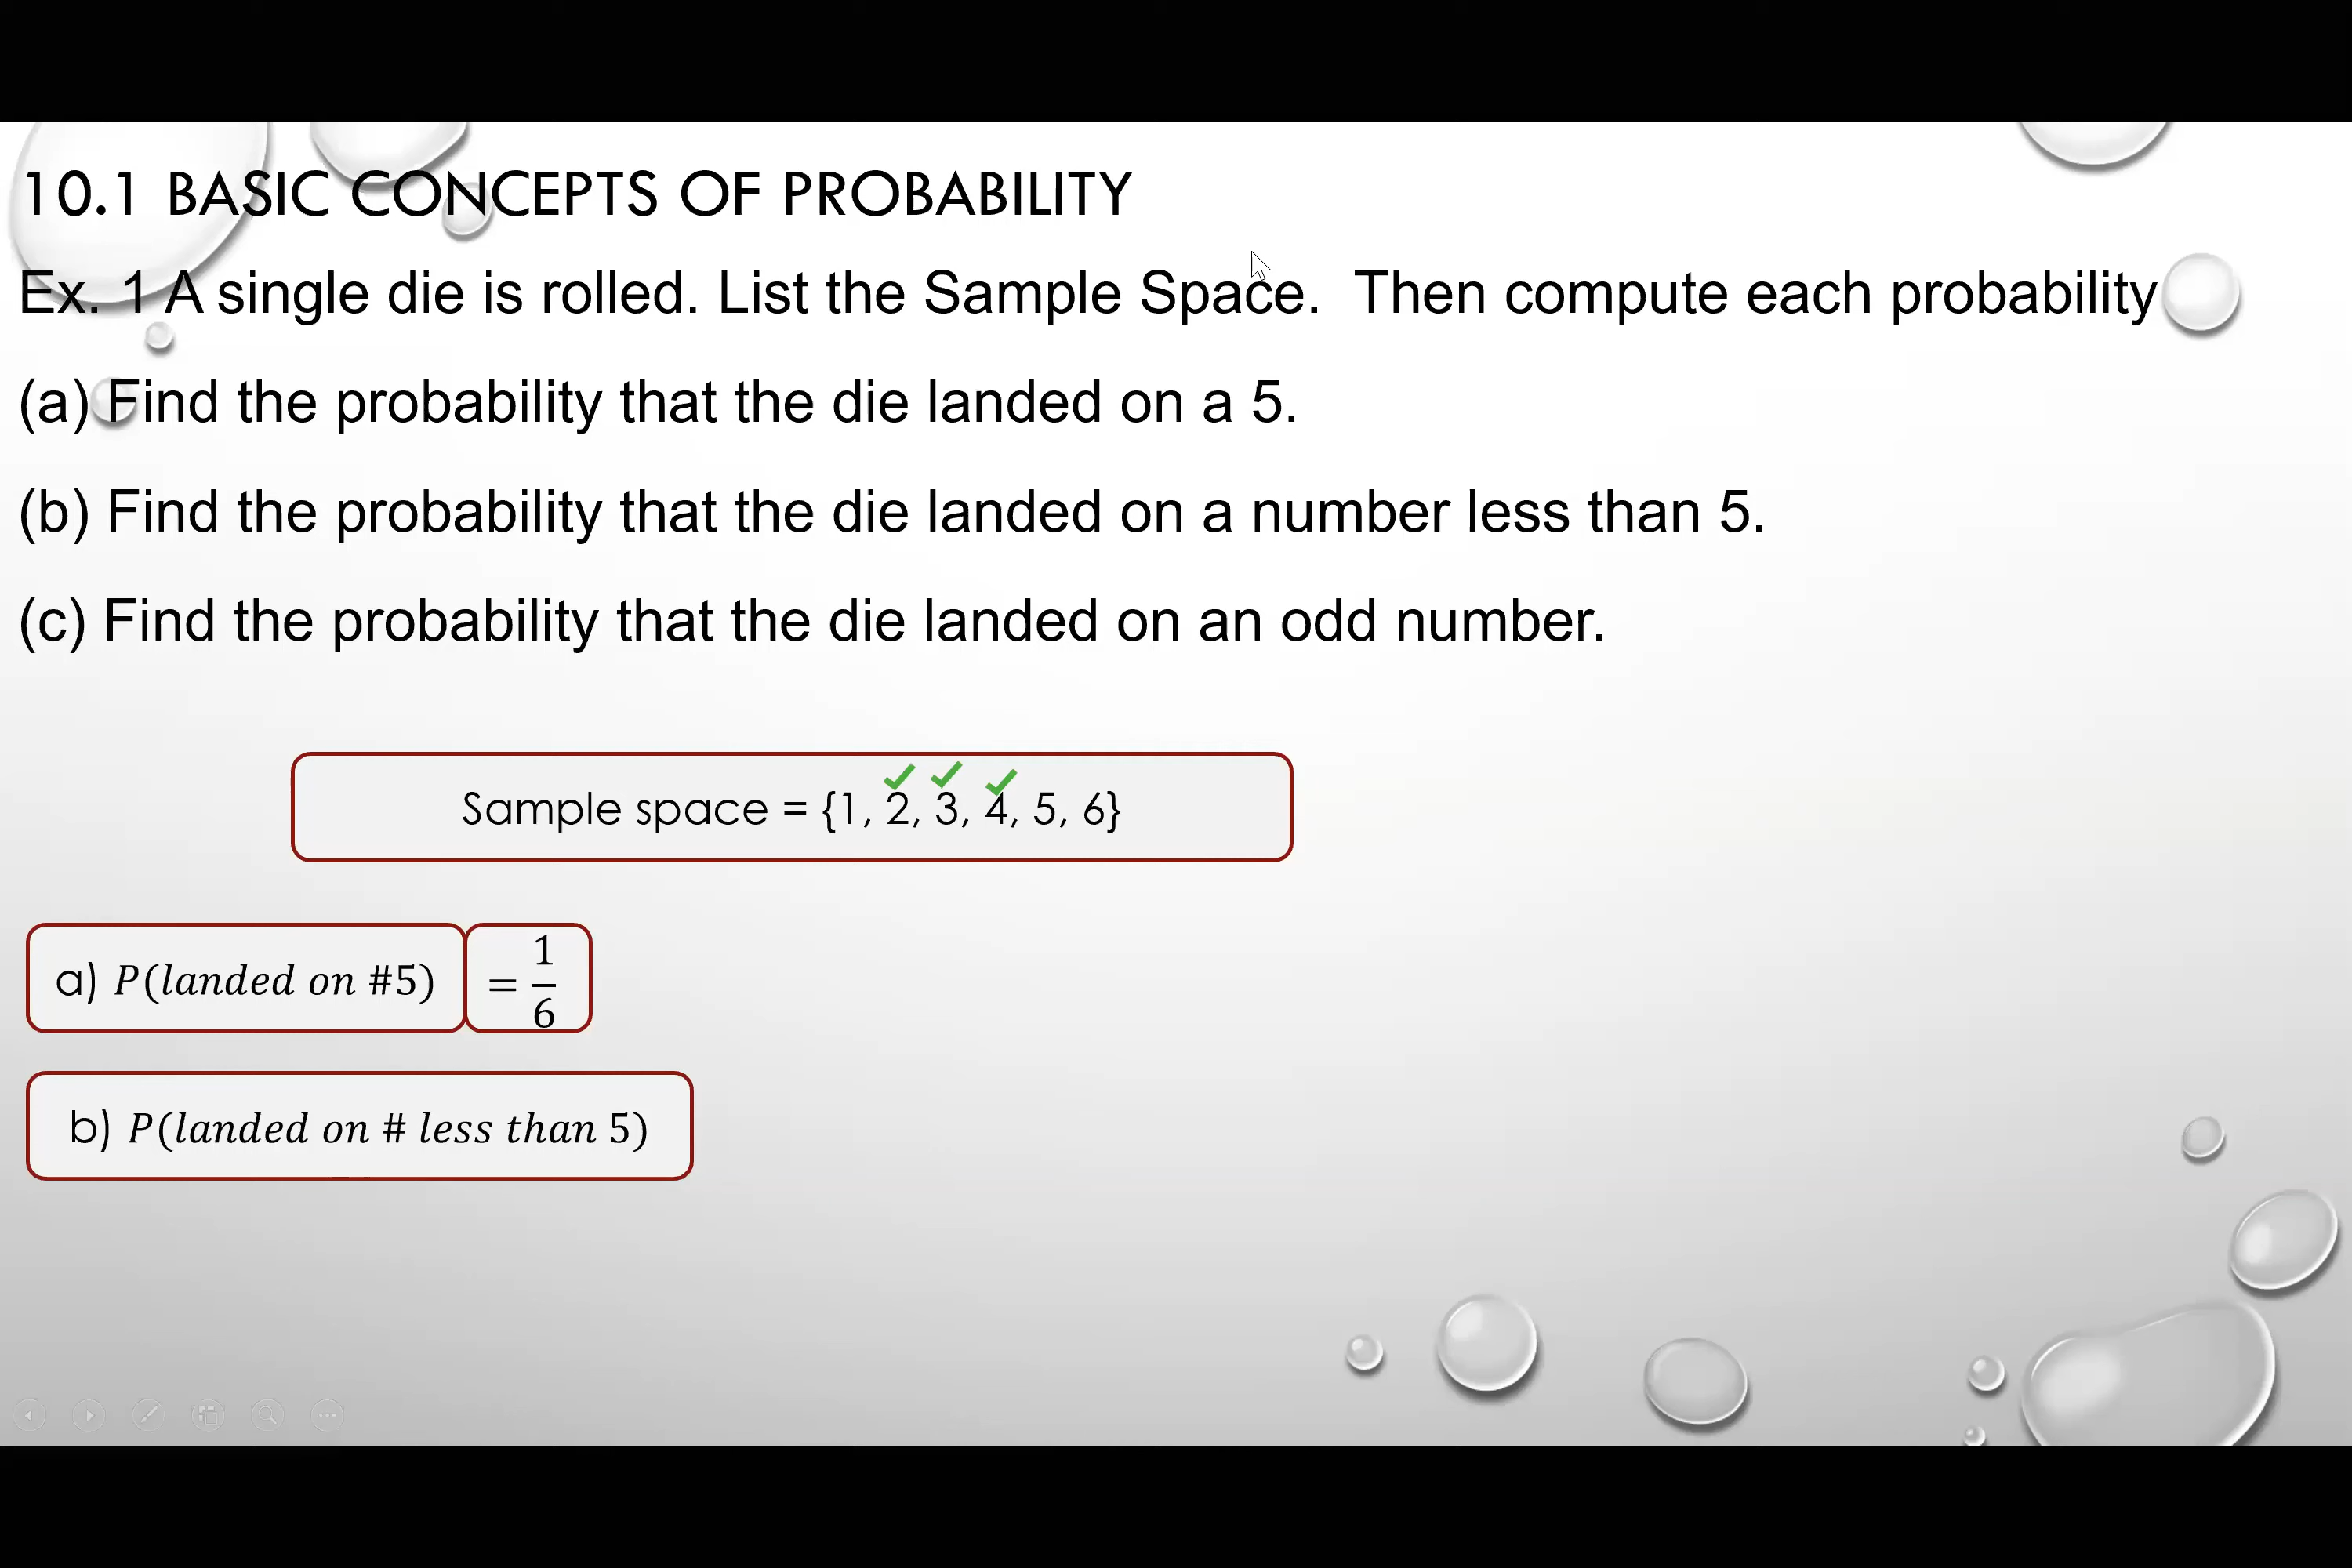 10.1 BASIC CONCEPTS OF PROBABILITY
Ex. 1 A single die is rolled. List the Sample Space.  Then compute each probability
(a) Find the probability that the die landed on a 5.
(b) Find the probability that the die landed on a number less than 5.
(c) Find the probability that the die landed on an odd number.
Sample space = {1, 2, 3, 4, 5, 6}
a) P(landed on #5) = 1/6
b) P(landed on # less than 5)